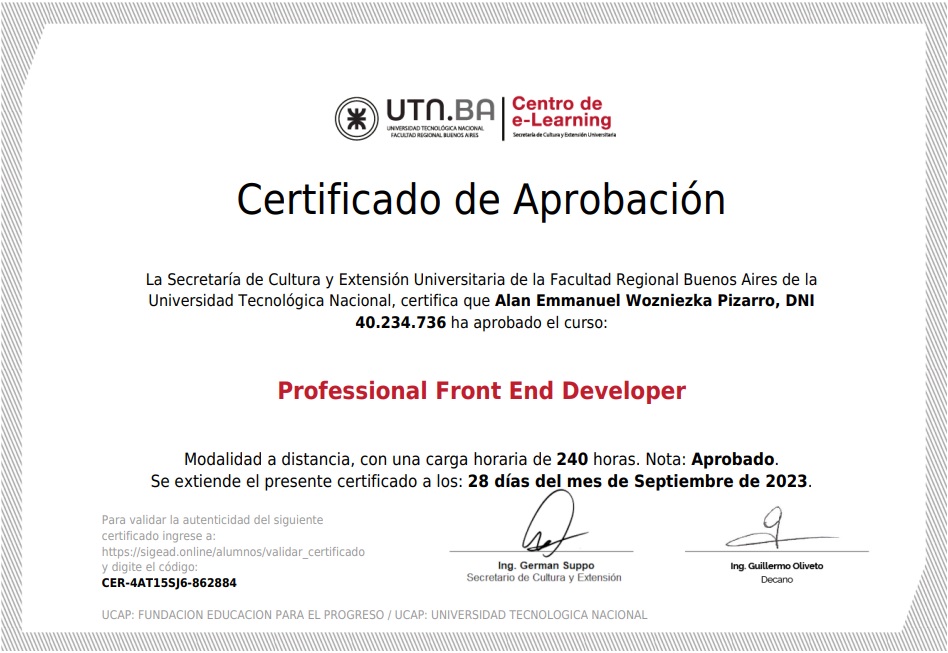 UTN.BA
UNIVERSIDAD TECNOLÓGICA NACIONAL
FACULTAD REGIONAL BUENOS AIRES
Centro de
e-Learning
Secretaría de Cultura y Extensión Universitaria
Certificado de Aprobación
La Secretaría de Cultura y Extensión Universitaria de la Facultad Regional Buenos Aires de la
Universidad Tecnológica Nacional, certifica que Alan Emmanuel Wozniezka Pizarro, DNI
40.234.736 ha aprobado el curso:
Professional Front End Developer
Modalidad a distancia, con una carga horaria de 240 horas. Nota: Aprobado.
Se extiende el presente certificado a los: 28 días del mes de Septiembre de 2023.
Para validar la autenticidad del siguiente
certificado ingrese a:
https://sigead.online/alumnos/validar_certificado
y digite el código:
CER-4AT15SJ6-862884
Ing. German Suppo
Secretario de Cultura y Extensión
Ing. Guillermo Oliveto
Decano
UCAP: FUNDACION EDUCACION PARA EL PROGRESO / UCAP: UNIVERSIDAD TECNOLOGICA NACIONAL